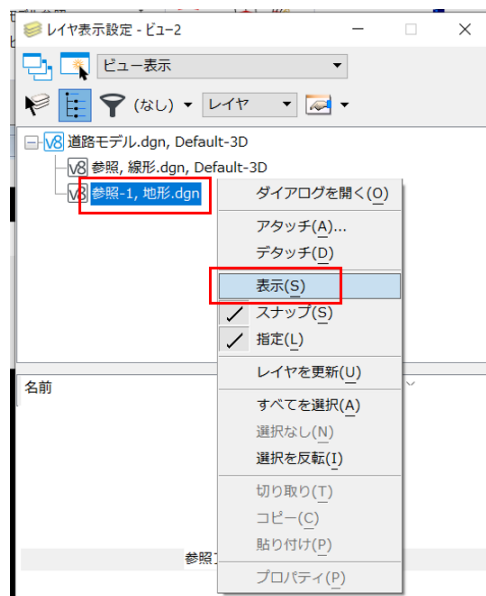 レイヤ表示設定 - ビュー2
ビュー表示
(なし) レイヤ
V8 道路モデル.dgn, Default-3D
V8 参照, 線形.dgn, Default-3D
V8 参照-1, 地形.dgn
ダイアログを開く(O)
アタッチ(A)...
デタッチ(D)
表示(S)
スナップ(S)
指定(L)
レイヤを更新(U)
すべてを選択(A)
選択なし(N)
選択を反転(I)
切り取り(T)
コピー(C)
貼り付け(P)
プロパティ(P)
名前
参照